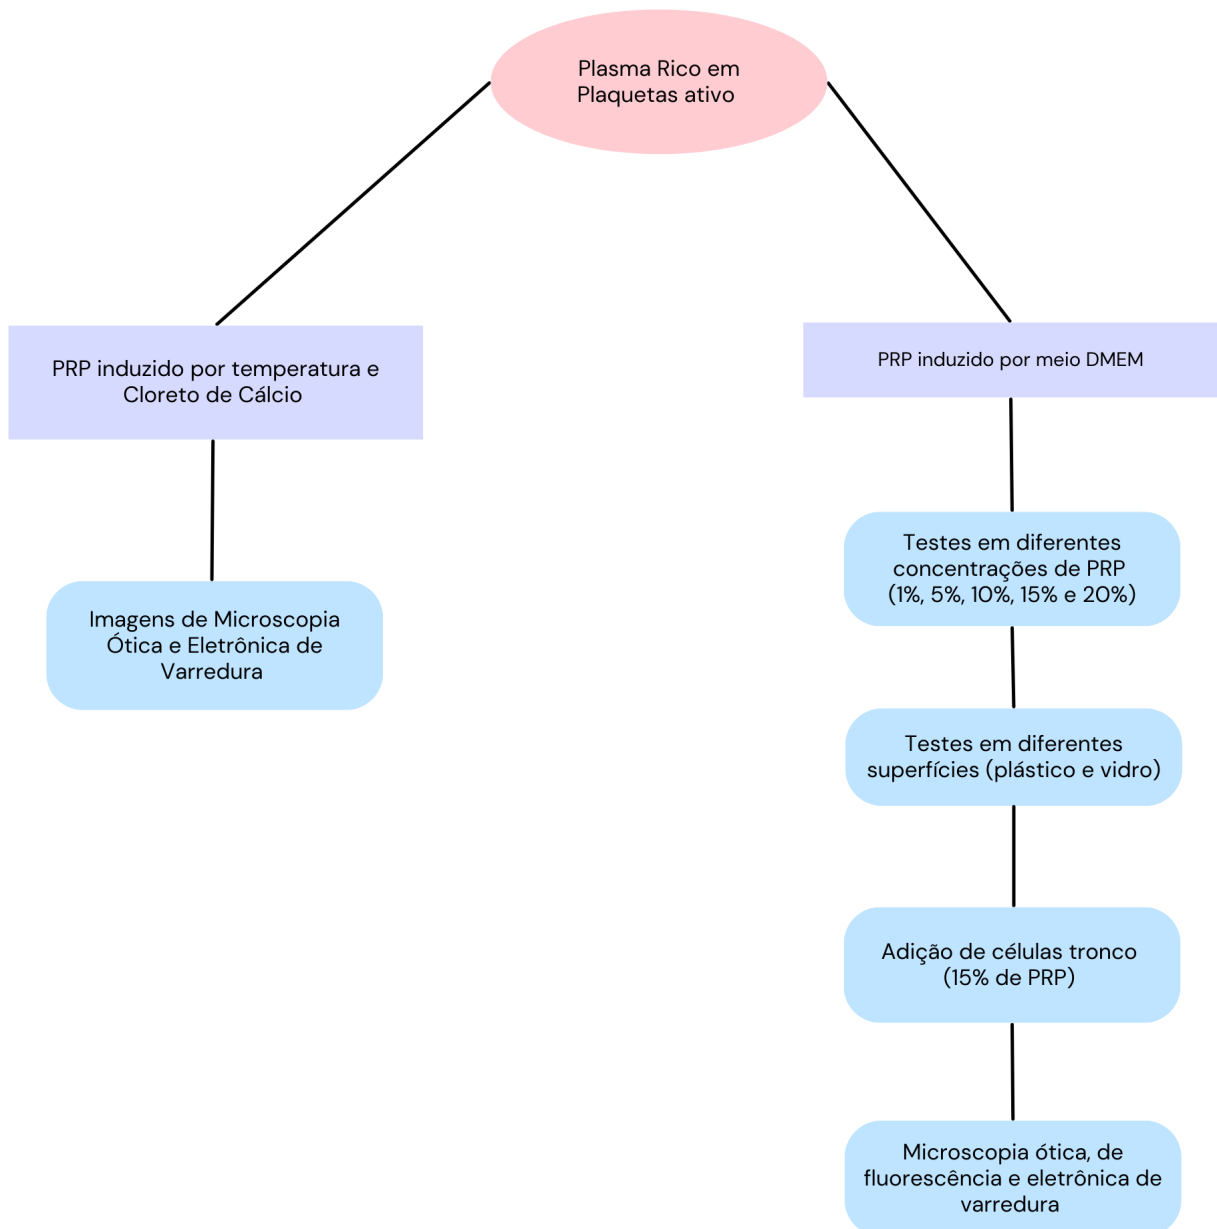 Plasma Rico em
Plaquetas ativo
PRP induzido por temperatura e
Cloreto de Cálcio
Imagens de Microscopia
Ótica e Eletrônica de
Varredura
PRP induzido por meio DMEM
Testes em diferentes
concentrações de PRP
(1%, 5%, 10%, 15% e 20%)
Testes em diferentes
superfícies (plástico e vidro)
Adição de células tronco
(15% de PRP)
Microscopia ótica, de
fluorescência e eletrônica de
varredura